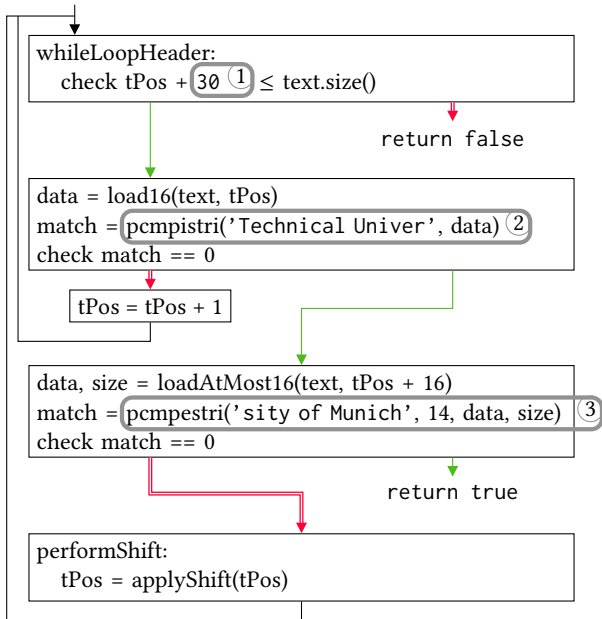 whileLoopHeader:
check tPos + 30 1 ≤ text.size()
return false
data = load16(text, tPos)
match = pcmpistri('Technical Univer', data) 2
check match == 0
tPos = tPos + 1
data, size = loadAtMost16(text, tPos + 16)
match = pcmpestri('sity of Munich', 14, data, size) 3
check match == 0
return true
performShift:
tPos = applyShift(tPos)